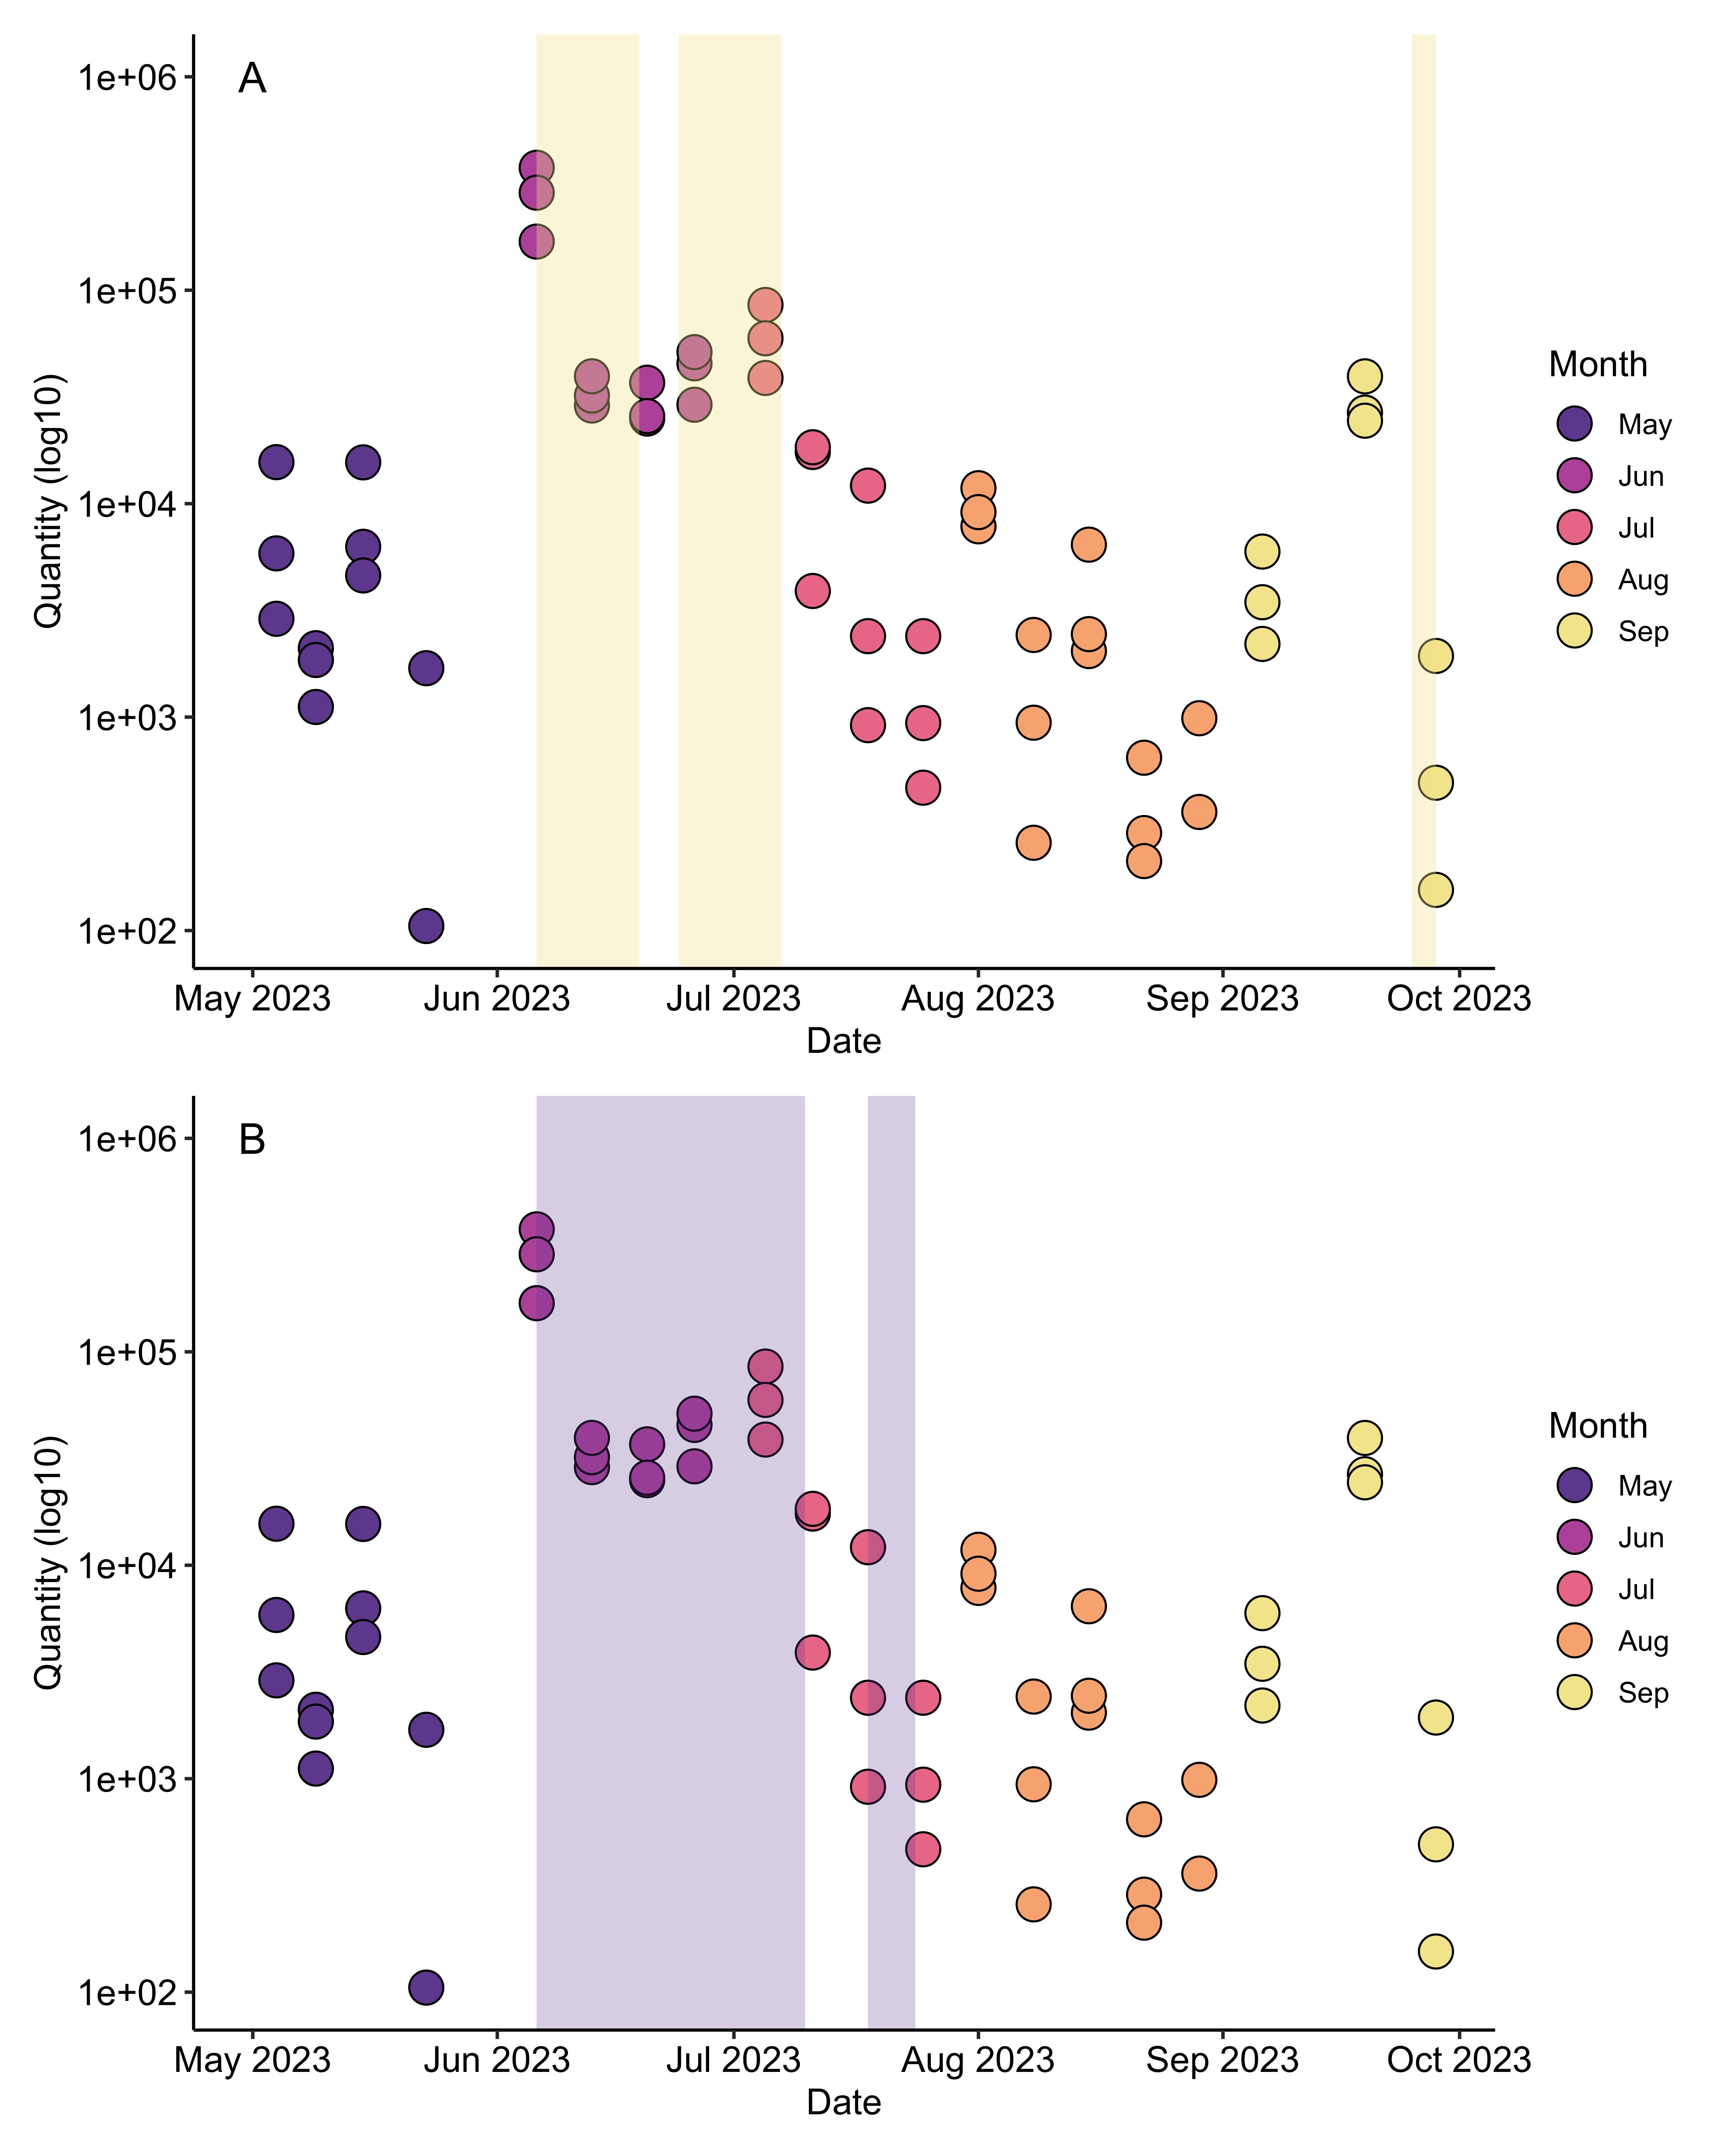 A
1e+06
1e+05
1e+04
1e+03
1e+02
Quantity (log10)
May 2023 Jun 2023 Jul 2023 Aug 2023 Sep 2023 Oct 2023
Date
Month
May
Jun
Jul
Aug
Sep
B
1e+06
1e+05
1e+04
1e+03
1e+02
Quantity (log10)
May 2023 Jun 2023 Jul 2023 Aug 2023 Sep 2023 Oct 2023
Date
Month
May
Jun
Jul
Aug
Sep